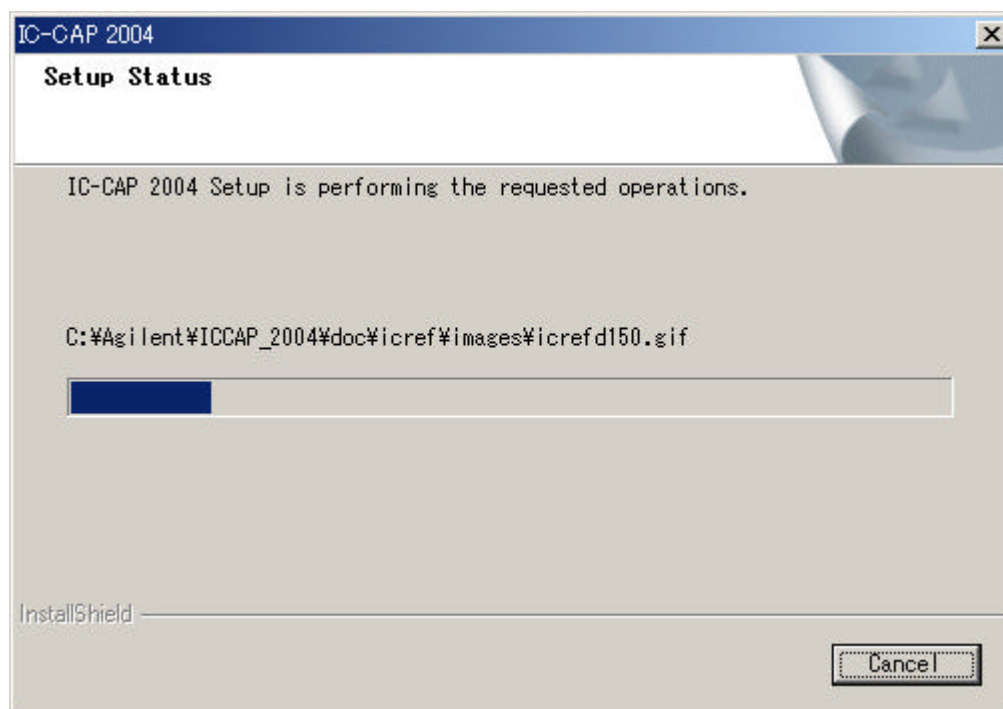 IC-CAP 2004
Setup Status
IC-CAP 2004 Setup is performing the requested operations.
C:¥Agilent¥ICCAP_2004¥doc¥icref¥images¥icrefd150.gif
InstallShield
Cancel